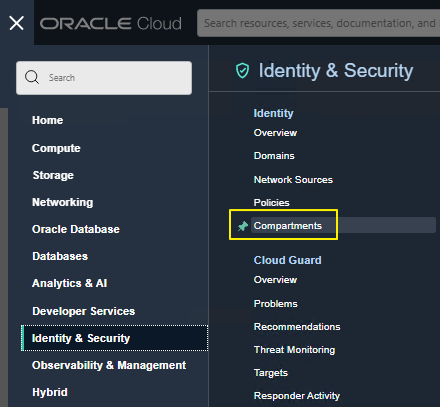 ORACLE Cloud
Search resources, services, documentation, and
Search
Home
Compute
Storage
Networking
Oracle Database
Databases
Analytics & AI
Developer Services
Identity & Security
Observability & Management
Hybrid
Identity & Security
Identity
Overview
Domains
Network Sources
Policies
Compartments
Cloud Guard
Overview
Problems
Recommendations
Threat Monitoring
Targets
Responder Activity